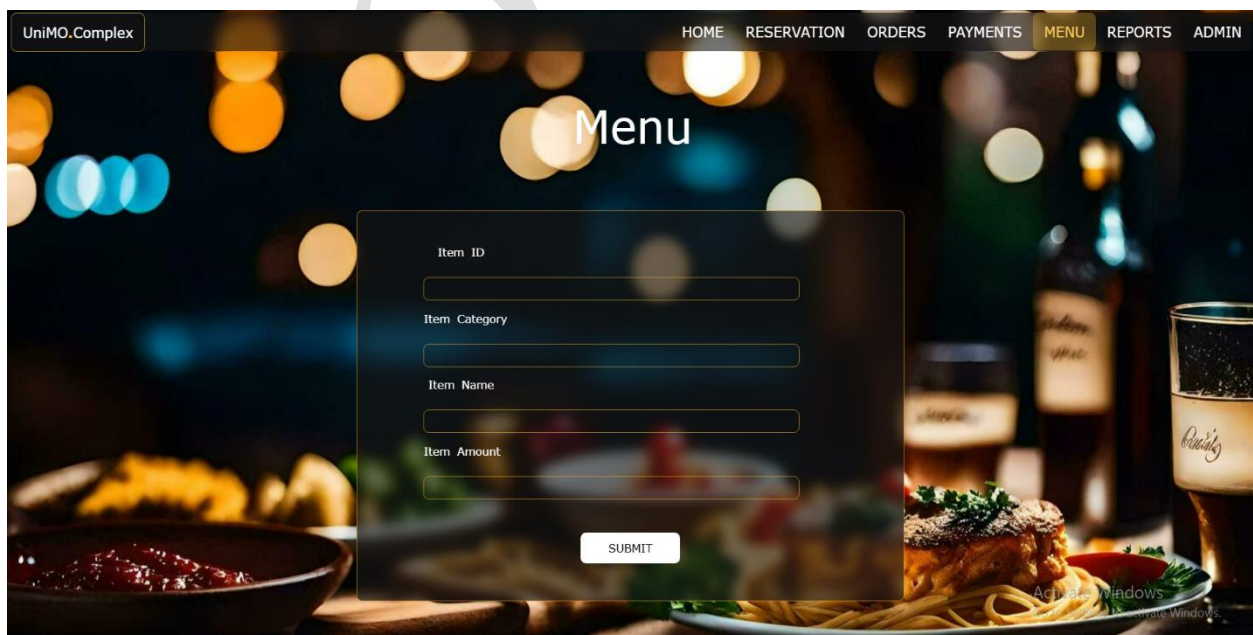 UniMO.Complex
HOME RESERVATION ORDERS PAYMENTS MENU REPORTS ADMIN
Menu
Item ID
Item Category
Item Name
Item Amount
SUBMIT
Activate Windows
Windows.